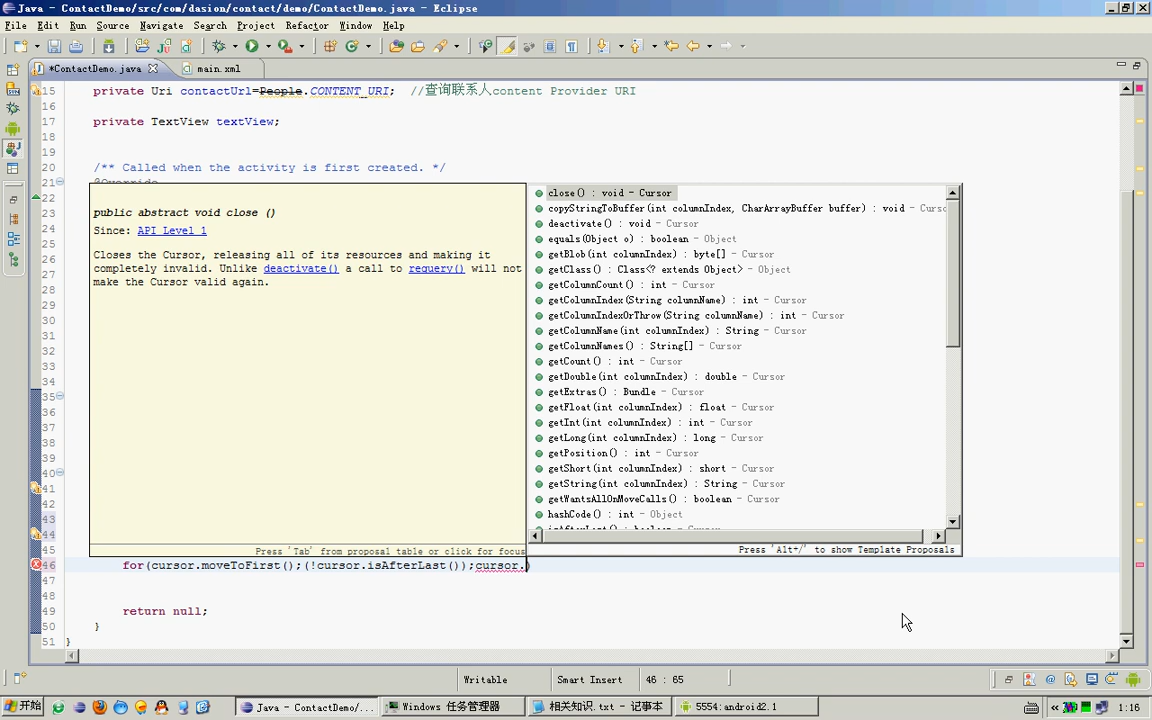 Java - ContactDemo/src/com/dasion/contact/demo/ContactDemo.java - Eclipse
File Edit Run Source Navigate Search Project Refactor Window Help
*ContactDemo.java main.xml
15 private Uri contactUrl=People.CONTENT_URI; //查询联系人content Provider URI
16
17 private TextView textView;
18
19
20 /** Called when the activity is first created. */
21 @Override
22
23 public abstract void close ()
24 Since: API Level 1
25
26 Closes the Cursor, releasing all of its resources and making it
27 completely invalid. Unlike deactivate() a call to requery() will not
28 make the Cursor valid again.
29
30
31
32
33
34
35
36
37
38
39
40
41
42
43
44
45
Press 'Tab' from proposal table or click for focus
close() : void - Cursor
copyStringToBuffer(int columnIndex, CharArrayBuffer buffer) : void - Curso
deactivate() : void - Cursor
equals(Object o) : boolean - Object
getBlob(int columnIndex) : byte[] - Cursor
getClass() : Class<? extends Object> - Object
getColumnCount() : int - Cursor
getColumnIndex(String columnName) : int - Cursor
getColumnIndexOrThrow(String columnName) : int - Cursor
getColumnName(int columnIndex) : String - Cursor
getColumnNames() : String[] - Cursor
getCount() : int - Cursor
getDouble(int columnIndex) : double - Cursor
getExtras() : Bundle - Cursor
getFloat(int columnIndex) : float - Cursor
getInt(int columnIndex) : int - Cursor
getLong(int columnIndex) : long - Cursor
getPosition() : int - Cursor
getShort(int columnIndex) : short - Cursor
getString(int columnIndex) : String - Cursor
getWantsAllOnMoveCalls() : boolean - Cursor
hashCode() : int - Object
isAfterLast() : boolean - Cursor
Press 'Alt+/' to show Template Proposals
46 for(cursor.moveToFirst();(!cursor.isAfterLast());cursor.)
47
48
49 return null;
50 }
51 }
Writable Smart Insert 46 : 65
开始 Java - ContactDemo/... Windows 任务管理器 相关知识.txt - 记事本 5554:android2.1 « 1:16